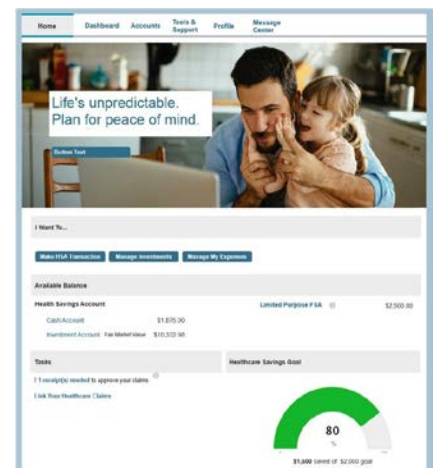 Home Dashboard Accounts Tools & Support Profile Message Center
Life's unpredictable.
Plan for peace of mind.
Button Text
I Want To...
Make HSA Transaction Manage Investments Manage My Expenses
Available Balance
Health Savings Account
Cash Account $1,875.00
Investment Account Fair Market Value
Limited Purpose FSA $2,500.00
Tasks
1 receipt(s) needed to approve your claims
Link Your Healthcare Claims
Healthcare Savings Goal
80
%
$1,600 saved of $2,000 goal